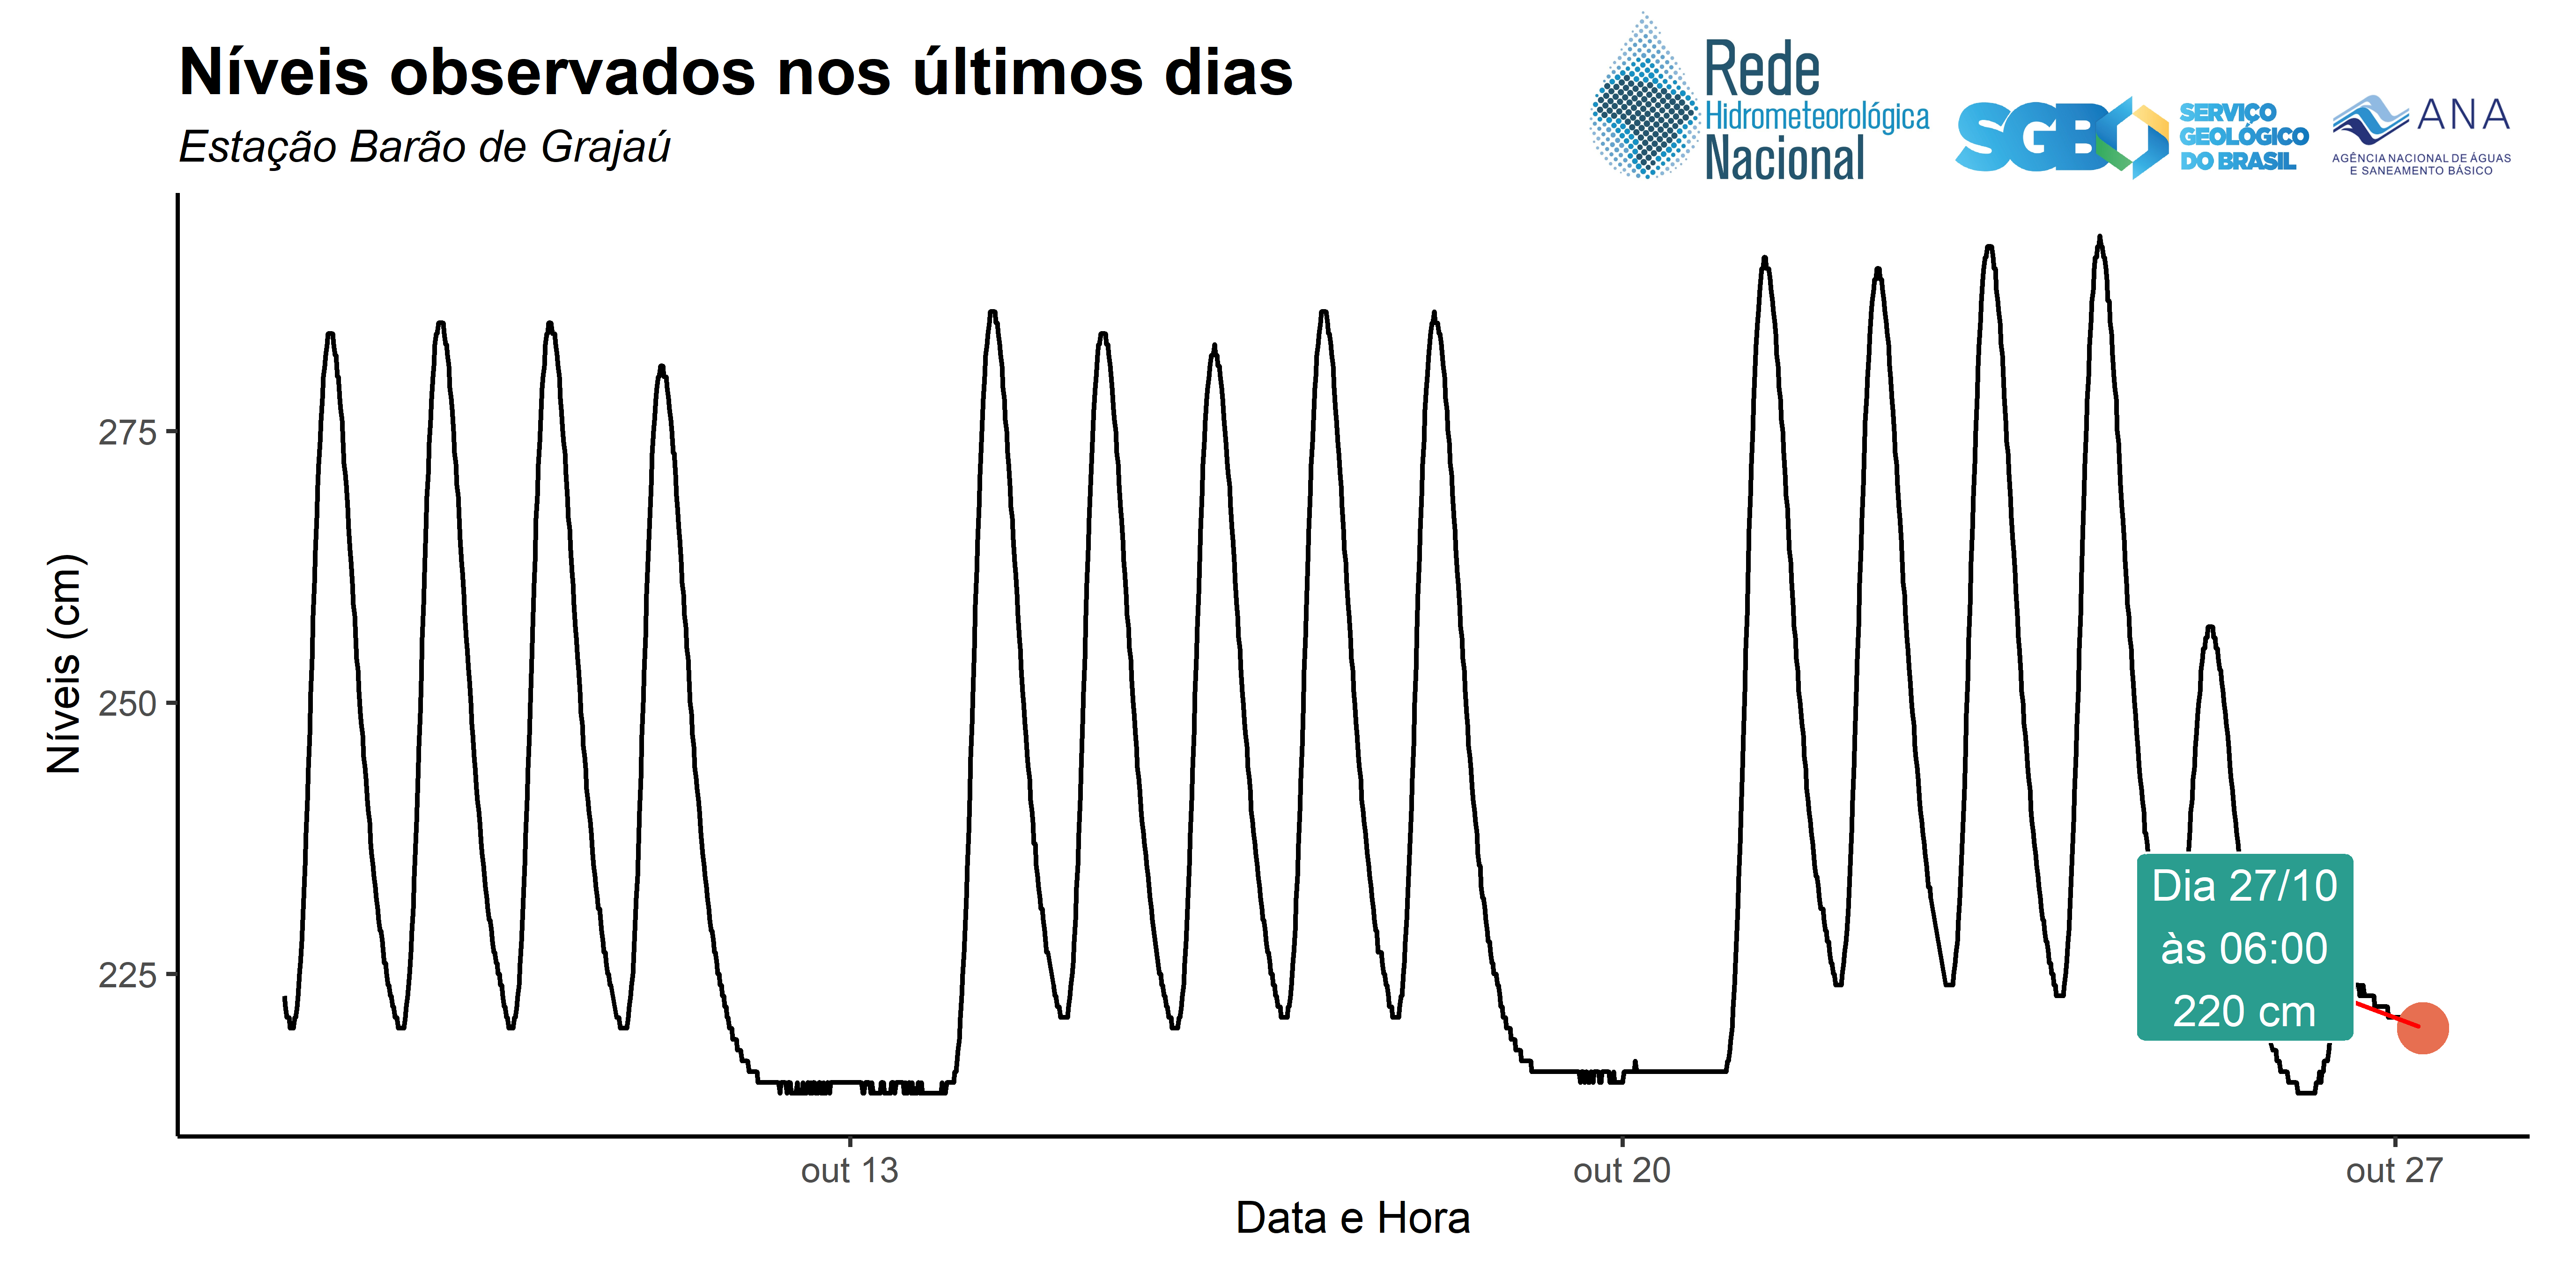 Níveis observados nos últimos dias
Estação Barão de Grajaú
Rede
Hidrometeorológica
Nacional
SGB
SERVIÇO
GEOLÓGICO
DO BRASIL
ANA
AGÊNCIA NACIONAL DE ÁGUAS
E SANEAMENTO BÁSICO
Níveis (cm)
275
250
225
Dia 27/10
às 06:00
220 cm
out 13
out 20
out 27
Data e Hora